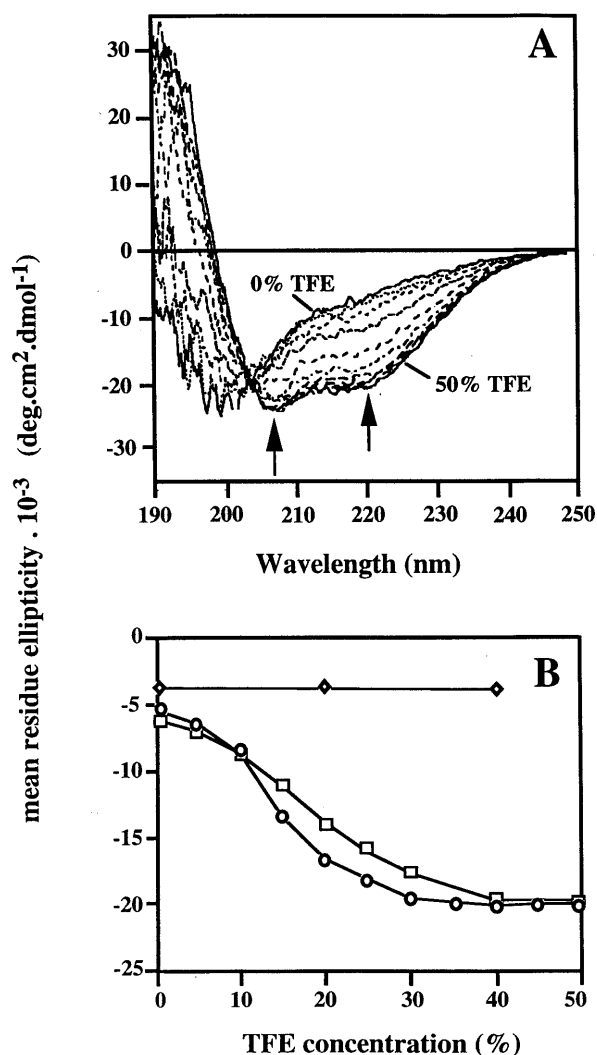 A
30
20
10
0
-10
-20
-30
0% TFE
50% TFE
190 200 210 220 230 240 250
Wavelength (nm)
mean residue ellipticity . 10-3 (deg.cm2.dmol-1)
B
0
-5
-10
-15
-20
-25
0 10 20 30 40 50
TFE concentration (%)